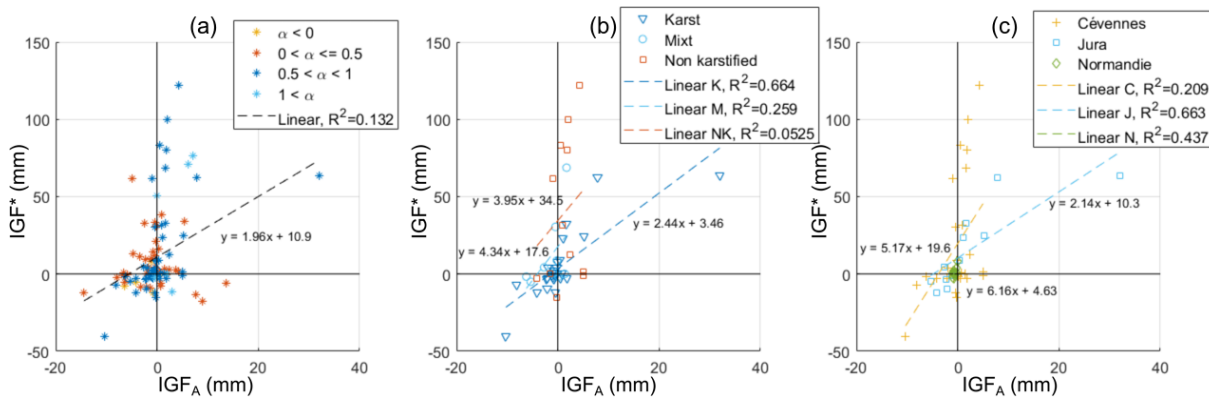 (a)
α < 0
0 < α <= 0.5
0.5 < α < 1
1 < α
Linear, R²=0.132
150
100
50
0
-50
IGF* (mm)
y = 1.96x + 10.9
-20
0
20
40
IGF_A (mm)
(b)
Karst
Mixt
Non karstified
Linear K, R²=0.664
Linear M, R²=0.259
Linear NK, R²=0.0525
150
100
50
0
-50
IGF* (mm)
y = 3.95x + 34.5
y = 2.44x + 3.46
y = 4.34x + 17.6
-20
0
20
40
IGF_A (mm)
(c)
Cévennes
Jura
Normandie
Linear C, R²=0.209
Linear J, R²=0.663
Linear N, R²=0.437
150
100
50
0
-50
IGF* (mm)
y = 2.14x + 10.3
y = 5.17x + 19.6
y = 6.16x + 4.63
-20
0
20
40
IGF_A (mm)